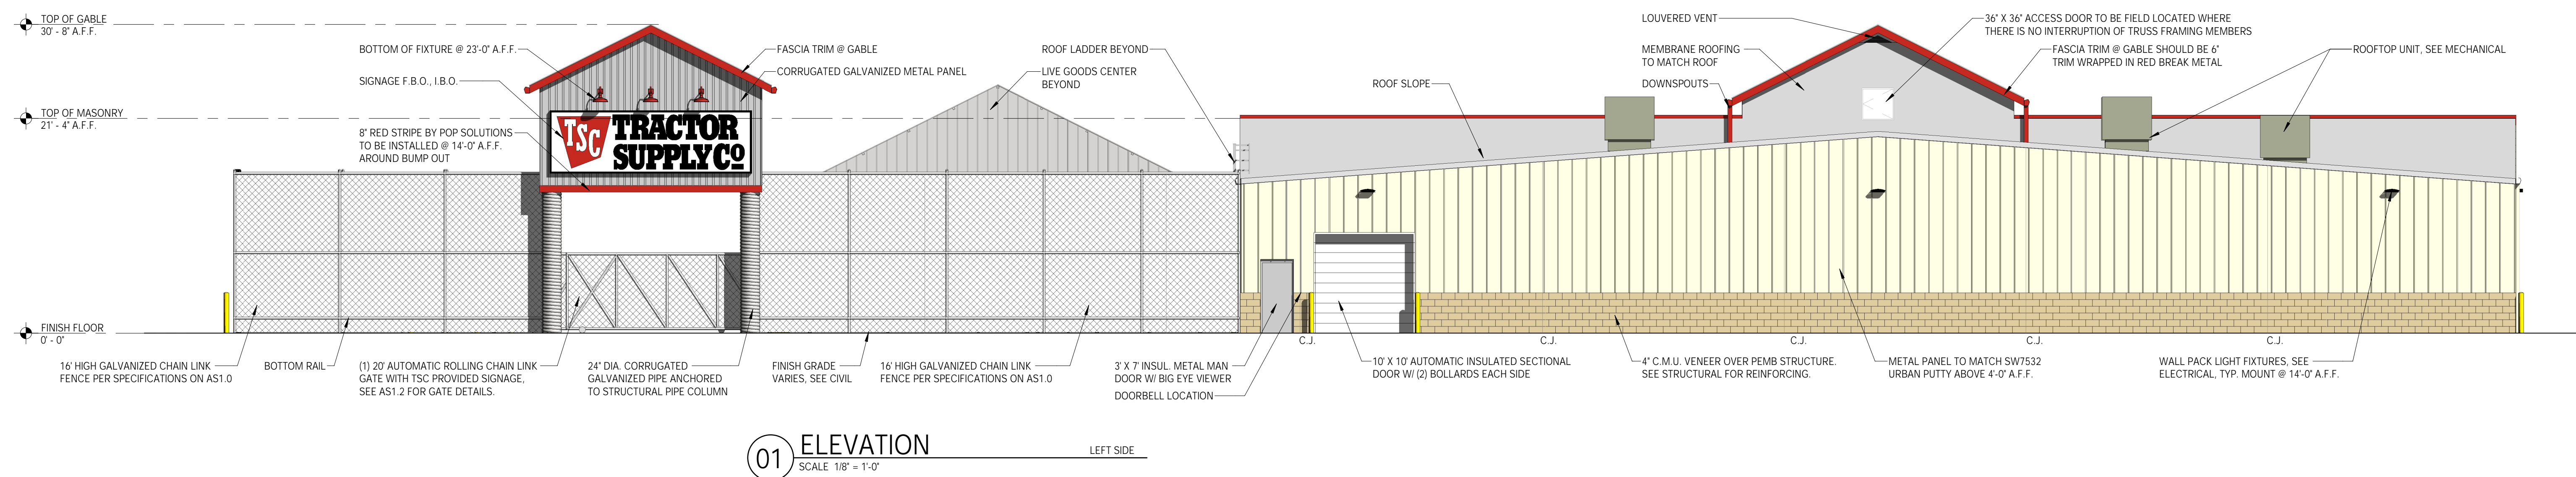 TOP OF GABLE
30' - 8" A.F.F.
TOP OF MASONRY
21' - 4" A.F.F.
FINISH FLOOR
0' - 0"
BOTTOM OF FIXTURE @ 23'-0" A.F.F.
SIGNAGE F.B.O., I.B.O.
8" RED STRIPE BY POP SOLUTIONS
TO BE INSTALLED @ 14'-0" A.F.F.
AROUND BUMP OUT
FASCIA TRIM @ GABLE
CORRUGATED GALVANIZED METAL PANEL
TSC
TRACTOR
SUPPLY CO
ROOF LADDER BEYOND
LIVE GOODS CENTER
BEYOND
ROOF SLOPE
LOUVERED VENT
MEMBRANE ROOFING
TO MATCH ROOF
DOWNSPOUTS
36" X 36" ACCESS DOOR TO BE FIELD LOCATED WHERE
THERE IS NO INTERRUPTION OF TRUSS FRAMING MEMBERS
FASCIA TRIM @ GABLE SHOULD BE 6"
TRIM WRAPPED IN RED BREAK METAL
ROOFTOP UNIT, SEE MECHANICAL
C.J.
C.J.
C.J.
C.J.
C.J.
16' HIGH GALVANIZED CHAIN LINK
FENCE PER SPECIFICATIONS ON AS1.0
BOTTOM RAIL
(1) 20' AUTOMATIC ROLLING CHAIN LINK
GATE WITH TSC PROVIDED SIGNAGE,
SEE AS1.2 FOR GATE DETAILS.
24" DIA. CORRUGATED
GALVANIZED PIPE ANCHORED
TO STRUCTURAL PIPE COLUMN
FINISH GRADE
VARIES, SEE CIVIL
16' HIGH GALVANIZED CHAIN LINK
FENCE PER SPECIFICATIONS ON AS1.0
3' X 7' INSUL. METAL MAN
DOOR W/ BIG EYE VIEWER
DOORBELL LOCATION
10' X 10' AUTOMATIC INSULATED SECTIONAL
DOOR W/ (2) BOLLARDS EACH SIDE
4" C.M.U. VENEER OVER PEMB STRUCTURE.
SEE STRUCTURAL FOR REINFORCING.
METAL PANEL TO MATCH SW7532
URBAN PUTTY ABOVE 4'-0" A.F.F.
WALL PACK LIGHT FIXTURES, SEE
ELECTRICAL, TYP. MOUNT @ 14'-0" A.F.F.
01 ELEVATION
LEFT SIDE
SCALE 1/8" = 1'-0"